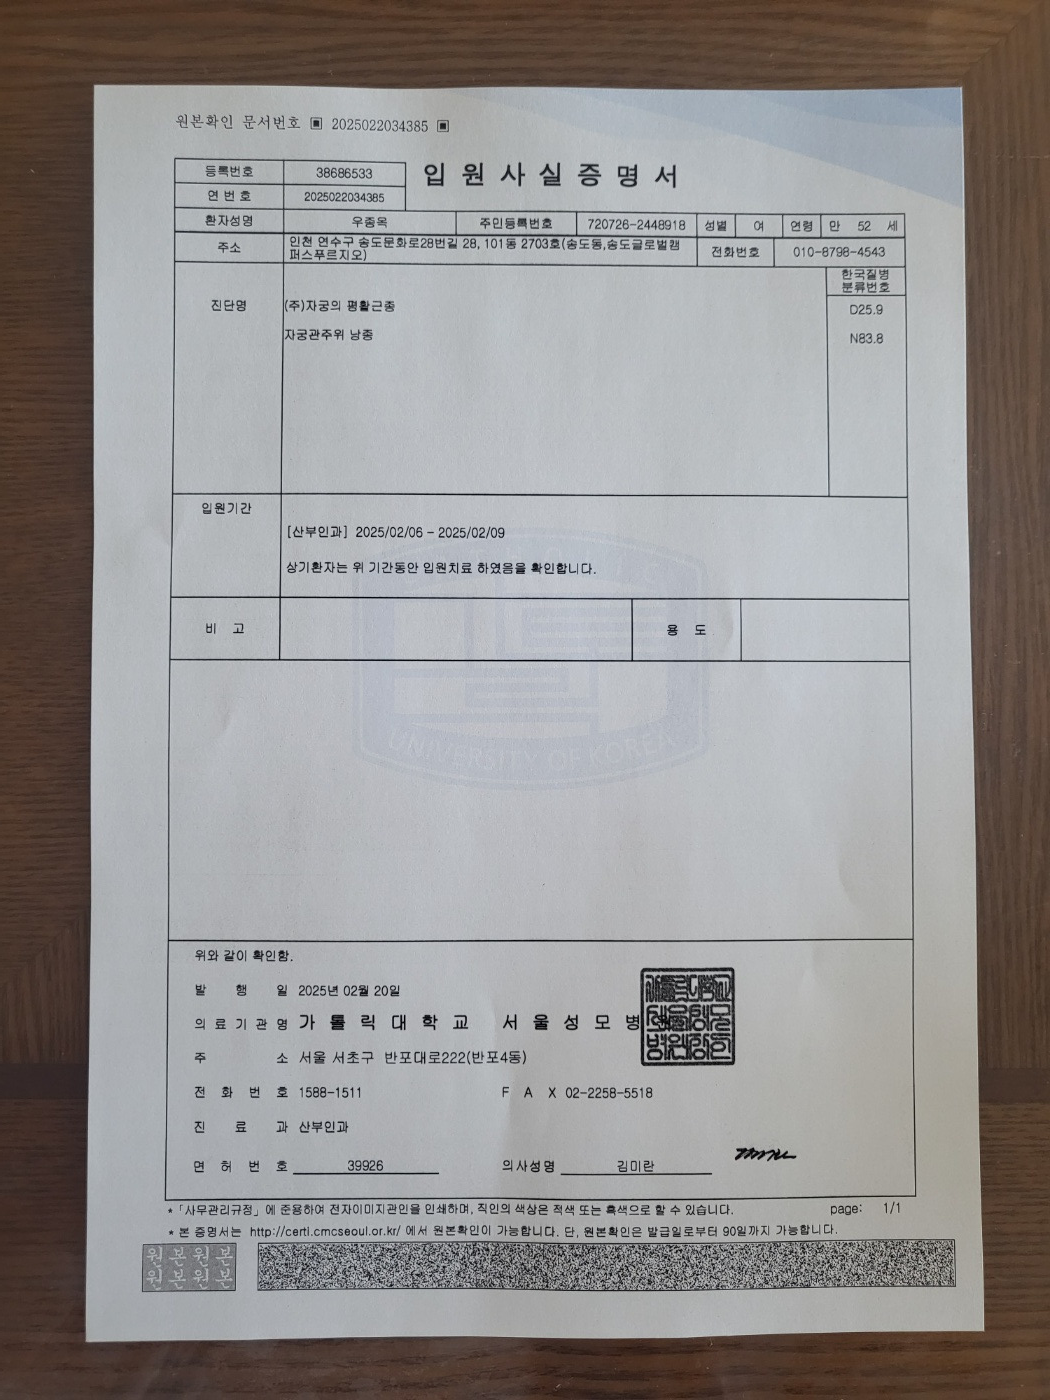 원본확인 문서번호 ▣ 2025022034385 ▣
등록번호 38686533
연 번 호 2025022034385
입 원 사 실 증 명 서
환자성명 우종옥 주민등록번호 720726-2448918 성별 여 연령 만 52 세
주소 인천 연수구 송도문화로28번길 28, 101동 2703호(송도동,송도글로벌캠
퍼스푸르지오)
전화번호 010-8798-4543
한국질병
분류번호
진단명 (주)자궁의 평활근종 D25.9
자궁관주위 낭종 N83.8
입원기간
[산부인과] 2025/02/06 - 2025/02/09
상기환자는 위 기간동안 입원치료 하였음을 확인합니다.
비 고 용 도
UNIVERSITY OF KOREA
위와 같이 확인함.
발 행 일 2025년 02월 20일
의 료 기 관 명 가 톨 릭 대 학 교 서 울 성 모 병 원
주 소 서울 서초구 반포대로222(반포4동)
전 화 번 호 1588-1511 F A X 02-2258-5518
진 료 과 산부인과
면 허 번 호 39926 의사성명 김미란
*「사무관리규정」에 준용하여 전자이미지관인을 인쇄하며, 직인의 색상은 적색 또는 흑색으로 할 수 있습니다. page: 1/1
* 본 증명서는 http://certi.cmcseoul.or.kr/ 에서 원본확인이 가능합니다. 단, 원본확인은 발급일로부터 90일까지 가능합니다.
원본원본
원본원본